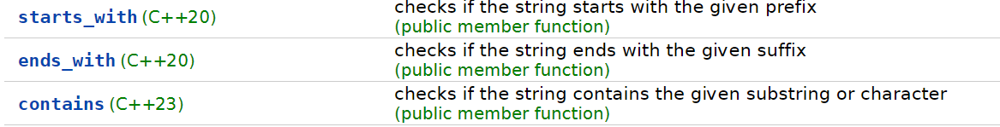 starts_with (C++20) checks if the string starts with the given prefix
(public member function)
ends_with (C++20) checks if the string ends with the given suffix
(public member function)
contains (C++23) checks if the string contains the given substring or character
(public member function)